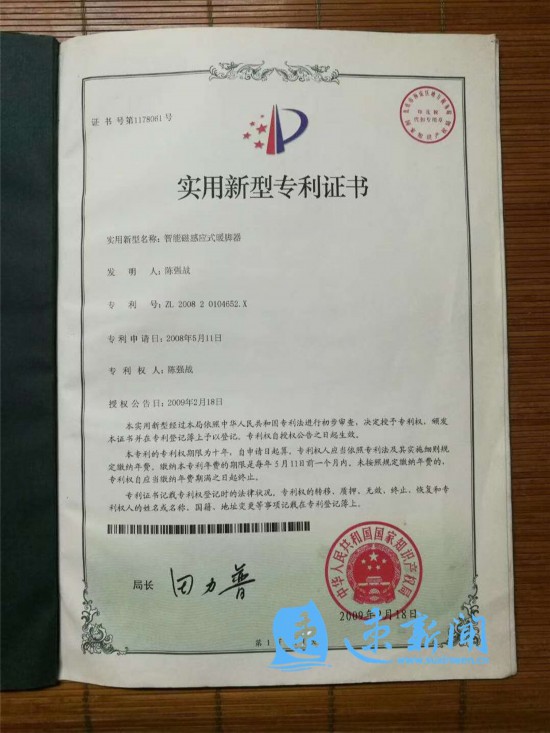 证书号第1178061号
实用新型专利证书
实用新型名称：智能磁感应式暖脚器
发明人：陈强战
专利号：ZL 2008 2 0104652.X
专利申请日：2008年5月11日
专利权人：陈强战
授权公告日：2009年2月18日
本实用新型经过本局依照中华人民共和国专利法进行初步审查，决定授予专利权，颁发
本证书并在专利登记簿上予以登记。专利权自授权公告之日起生效。
本专利的专利权期限为十年，自申请日起算。专利权人应当依照专利法及其实施细则规
定缴纳年费。缴纳本专利年费的期限是每年5月11日前一个月内。未按照规定缴纳年费的，
专利权自应当缴纳年费期满之日起终止。
专利证书记载专利权登记时的法律状况。专利权的转移、质押、无效、终止、恢复和专
利权人的姓名或名称、国籍、地址变更等事项记载在专利登记簿上。
局长 田力普
中华人民共和国国家知识产权局
2009年2月18日
速 速新闻